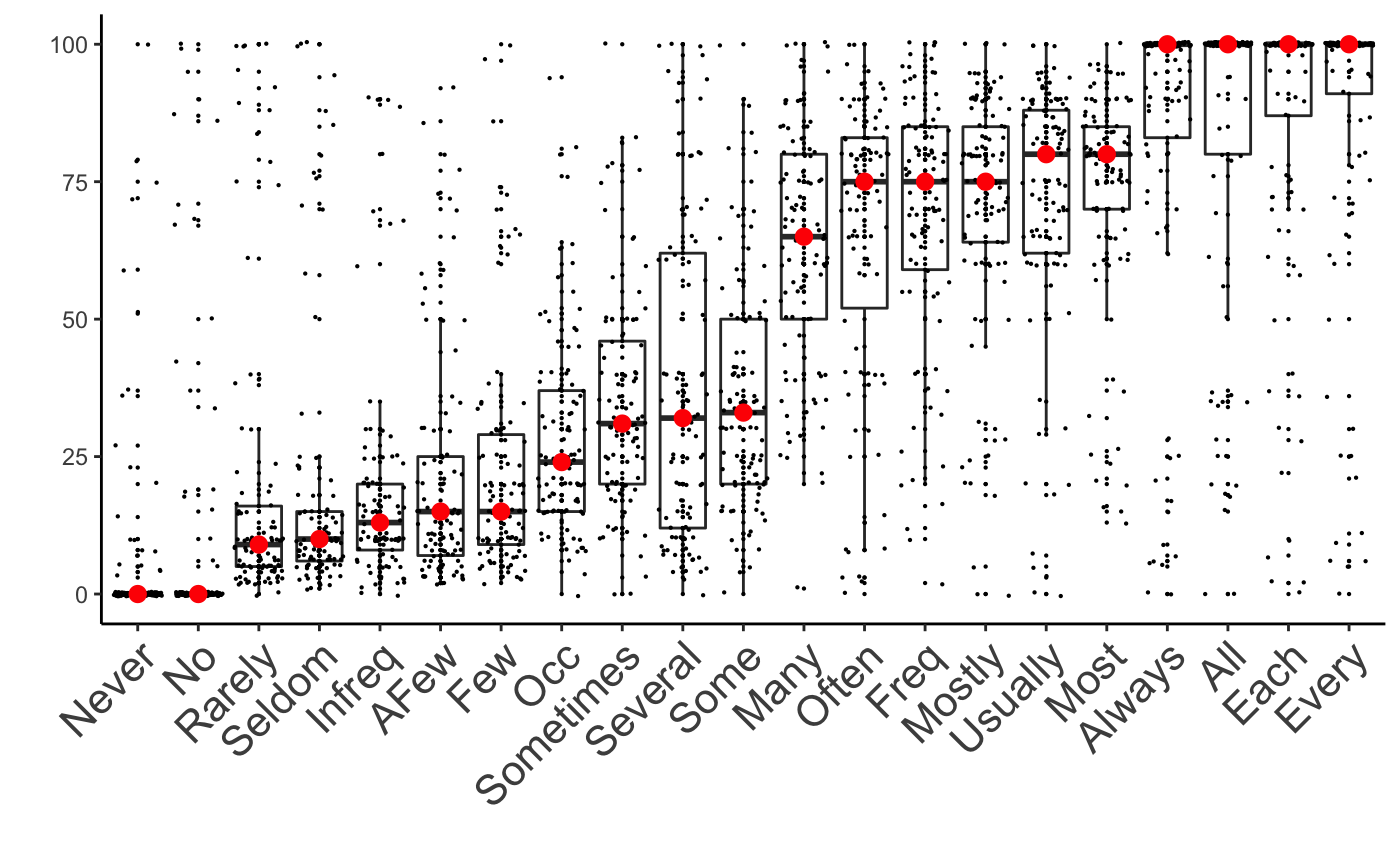 100
75
50
25
0
Never
No
Rarely
Seldom
Infreq
AFew
Few
Occ
Sometimes
Several
Some
Many
Often
Freq
Mostly
Usually
Most
Always
All
Each
Every